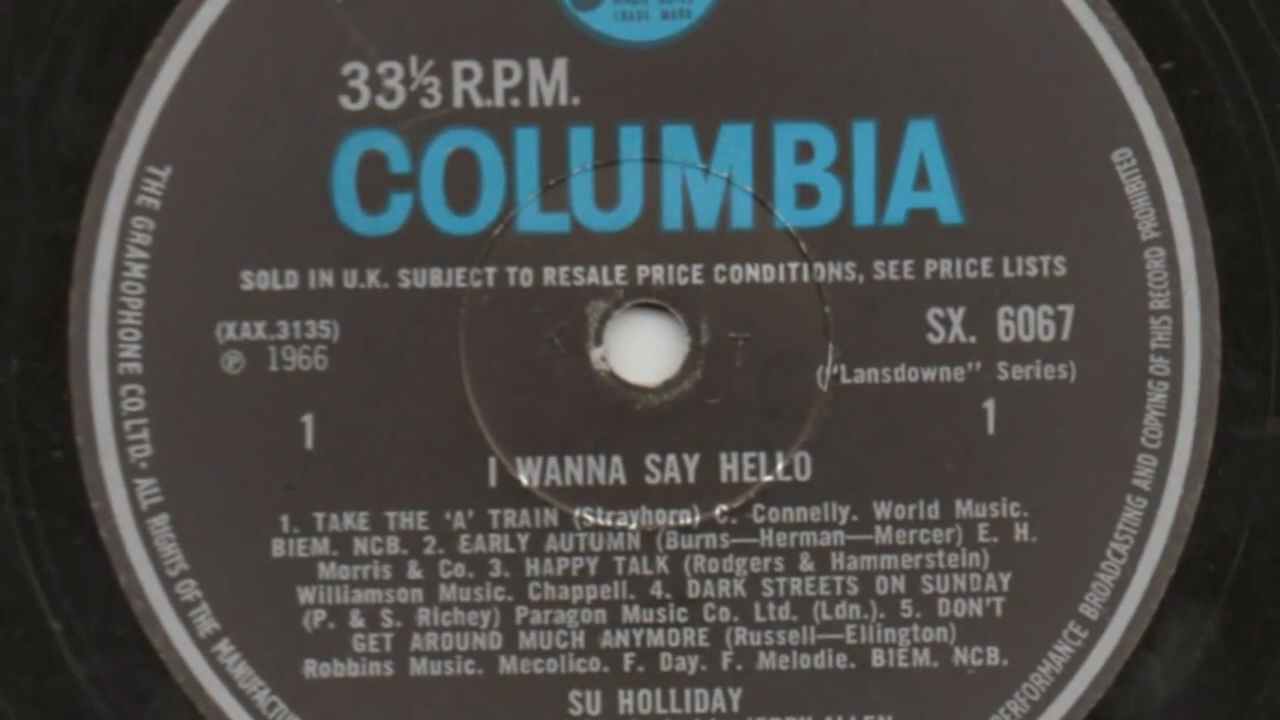 TRADE MARK
33⅓ R.P.M.
COLUMBIA
SOLD IN U.K. SUBJECT TO RESALE PRICE CONDITIONS, SEE PRICE LISTS
(XAX.3135)
SX. 6067
℗ 1966
("Lansdowne" Series)
1
1
I WANNA SAY HELLO
1. TAKE THE 'A' TRAIN (Strayhorn) C. Connelly. World Music.
BIEM. NCB. 2. EARLY AUTUMN (Burns—Herman—Mercer) E. H.
Morris & Co. 3. HAPPY TALK (Rodgers & Hammerstein)
Williamson Music. Chappell. 4. DARK STREETS ON SUNDAY
(P. & S. Richey) Paragon Music Co. Ltd. (Ldn.). 5. DON'T
GET AROUND MUCH ANYMORE (Russell—Ellington)
Robbins Music. Mecolico. F. Day. F. Melodie. BIEM. NCB.
SU HOLLIDAY
JERRY ALLEN
THE GRAMOPHONE CO. LTD. ALL RIGHTS OF THE MANUFACTU
PERFORMANCE BROADCASTING AND COPYING OF THIS RECORD PROHIBITED